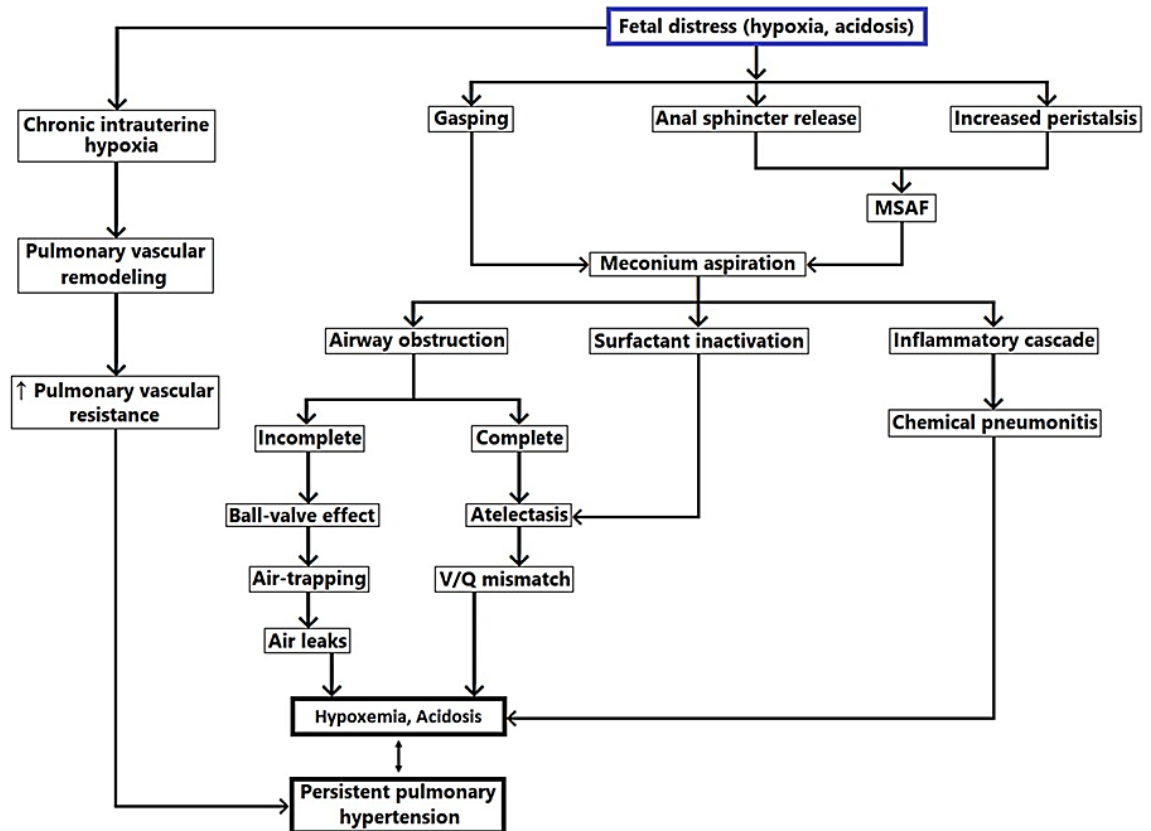 Fetal distress (hypoxia, acidosis)
Chronic intrauterine
hypoxia
Gasping
Anal sphincter release
Increased peristalsis
MSAF
Pulmonary vascular
remodeling
Meconium aspiration
Airway obstruction
Surfactant inactivation
Inflammatory cascade
↑ Pulmonary vascular
resistance
Incomplete
Complete
Chemical pneumonitis
Ball-valve effect
Atelectasis
Air-trapping
V/Q mismatch
Air leaks
Hypoxemia, Acidosis
Persistent pulmonary
hypertension